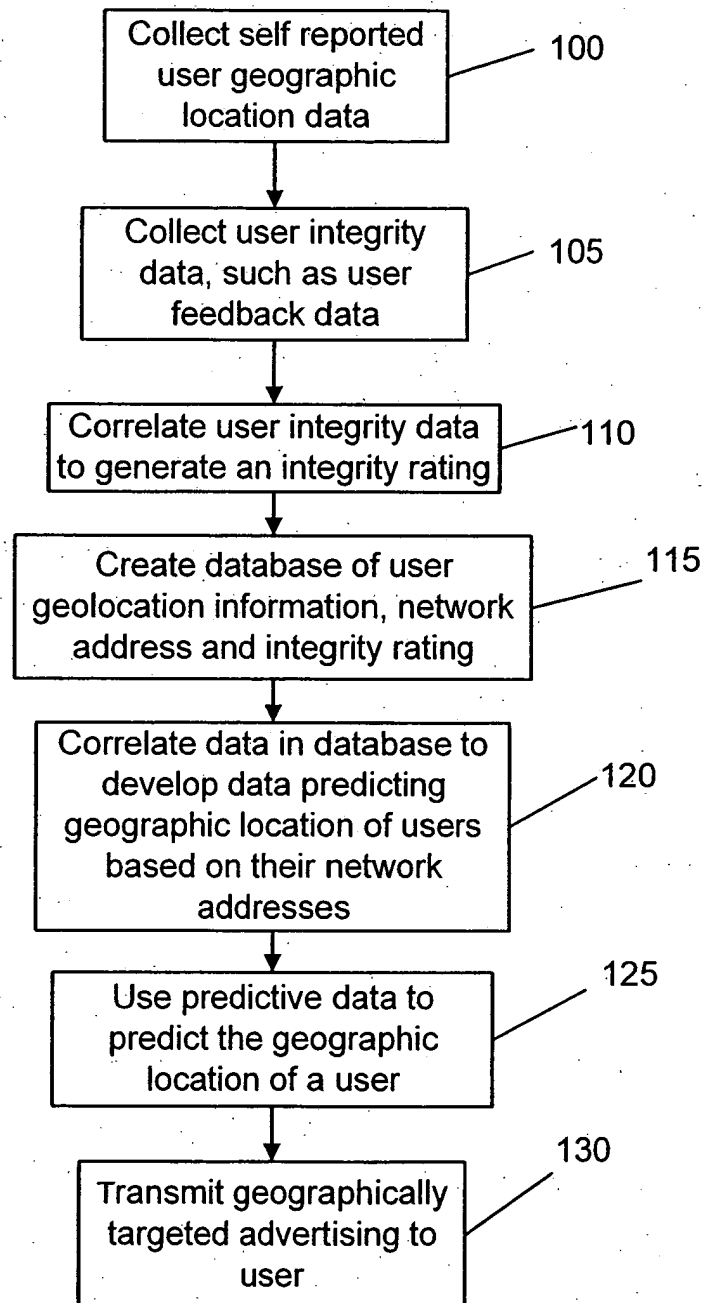 Collect self reported
user geographic
location data
100
Collect user integrity
data, such as user
feedback data
105
Correlate user integrity data
to generate an integrity rating
110
Create database of user
geolocation information, network
address and integrity rating
115
Correlate data in database to
develop data predicting
geographic location of users
based on their network
addresses
120
Use predictive data to
predict the geographic
location of a user
125
Transmit geographically
targeted advertising to
user
130